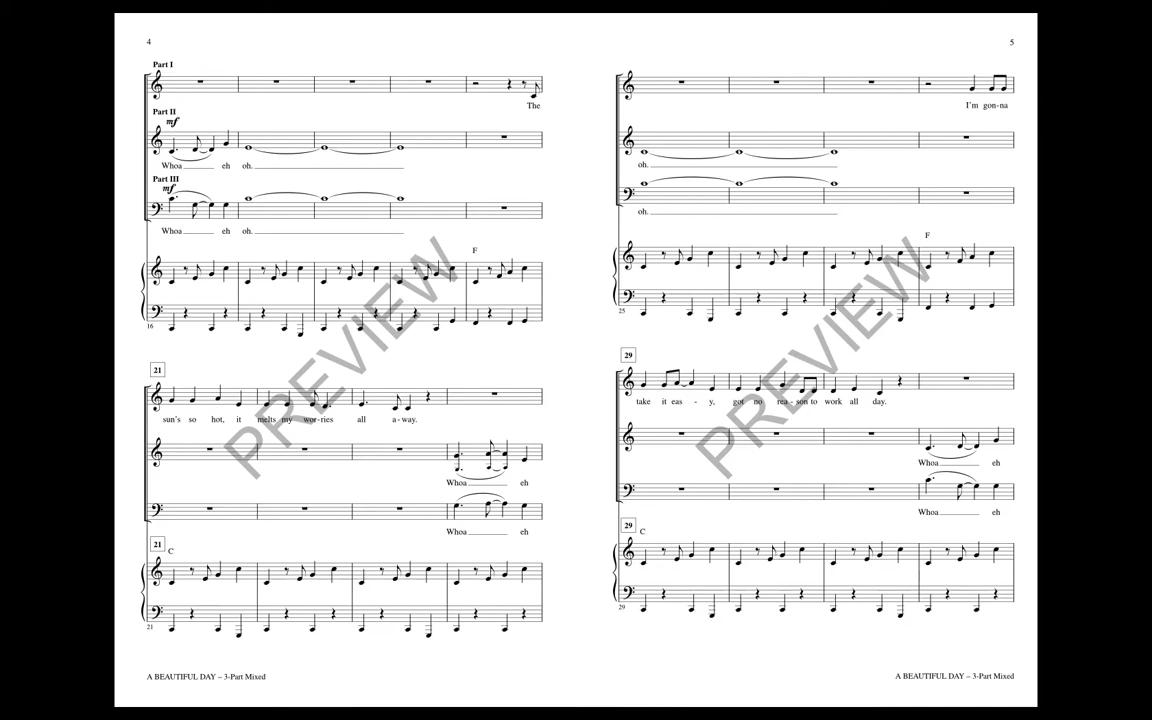 4
Part I
The
Part II
mf
Whoa eh oh.
Part III
mf
Whoa eh oh.
F
16
21
sun's so hot, it melts my wor-ries all a-way.
Whoa eh
Whoa eh
21
C
21
A BEAUTIFUL DAY – 3-Part Mixed
5
I'm gon-na
oh.
oh.
F
25
29
take it eas - y, got no rea-son to work all day.
Whoa eh
Whoa eh
29
C
29
A BEAUTIFUL DAY – 3-Part Mixed
PREVIEW
PREVIEW